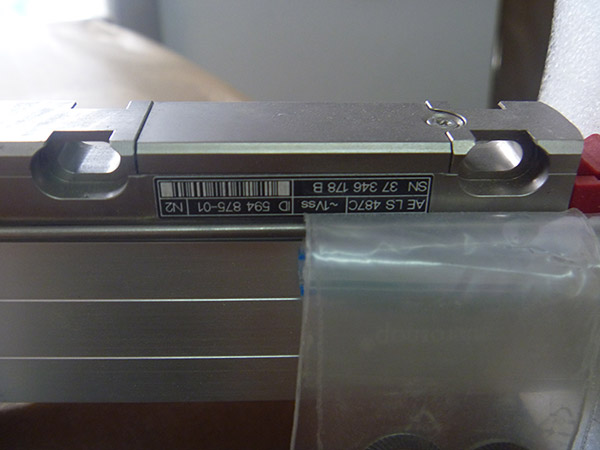 AE LS 487C ~1Vss ID 594 875-01 N2
SN 37 346 178 B